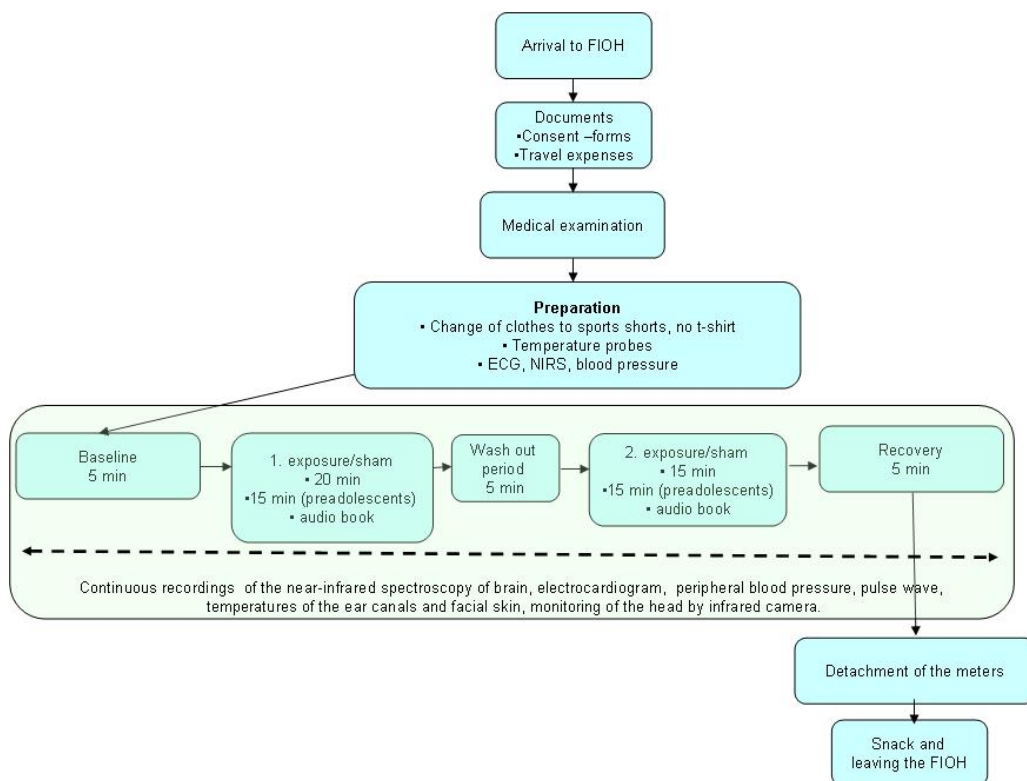 Arrival to FIOH
Documents
▪Consent –forms
▪Travel expenses
Medical examination
Preparation
▪ Change of clothes to sports shorts, no t-shirt
▪ Temperature probes
▪ ECG, NIRS, blood pressure
Baseline
5 min
1. exposure/sham
▪ 20 min
▪15 min (preadolescents)
▪ audio book
Wash out
period
5 min
2. exposure/sham
▪ 15 min
▪15 min (preadolescents)
▪ audio book
Recovery
5 min
Continuous recordings of the near-infrared spectroscopy of brain, electrocardiogram, peripheral blood pressure, pulse wave,
temperatures of the ear canals and facial skin, monitoring of the head by infrared camera.
Detachment of the meters
Snack and
leaving the FIOH